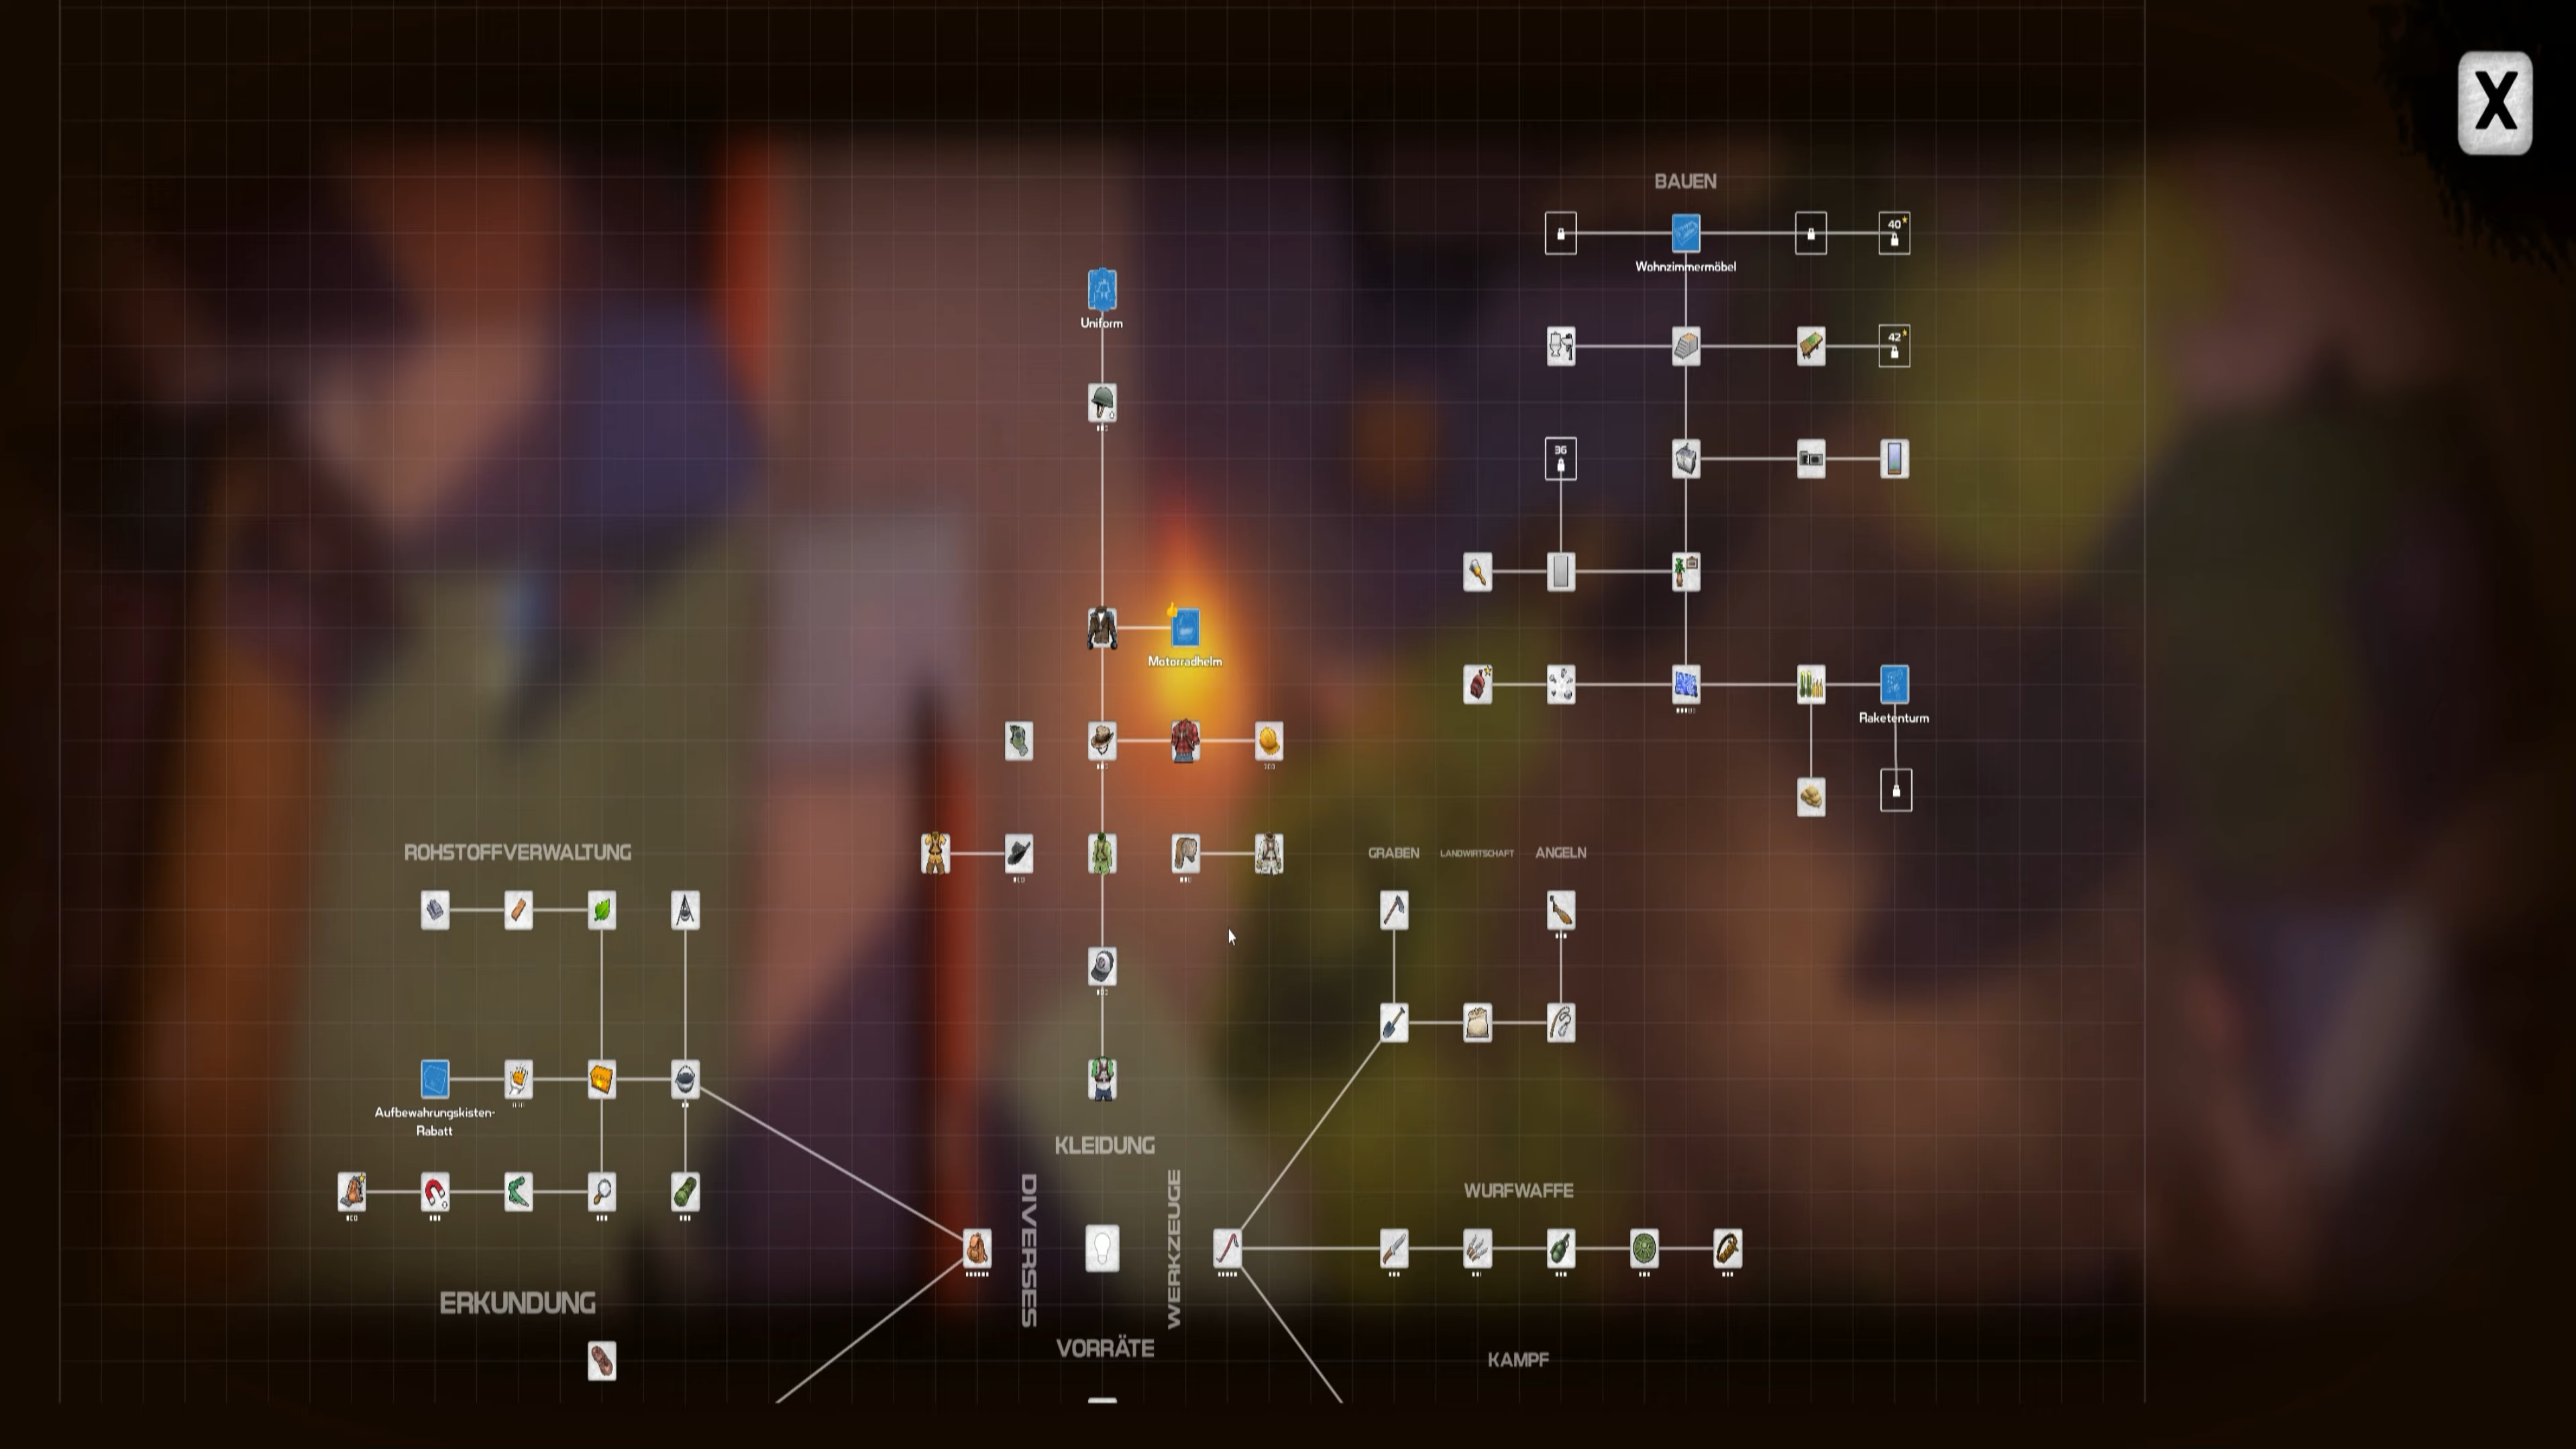 X
BAUEN
40
Wohnzimmermöbel
Uniform
42
36
Motorradhelm
Raketenturm
ROHSTOFFVERWALTUNG
GRABEN
LANDWIRTSCHAFT
ANGELN
Aufbewahrungskisten-
Rabatt
KLEIDUNG
DIVERSES
WERKZEUGE
WURFWAFFE
ERKUNDUNG
VORRÄTE
KAMPF